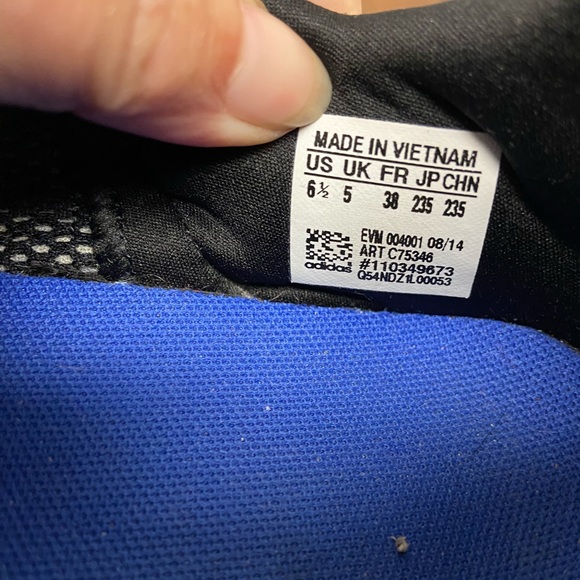 MADE IN VIETNAM
US UK FR JP CHN
6½ 5 38 235 235
EVM 004001 08/14
ART C75346
#110349673
adidas Q54NDZ1L00053